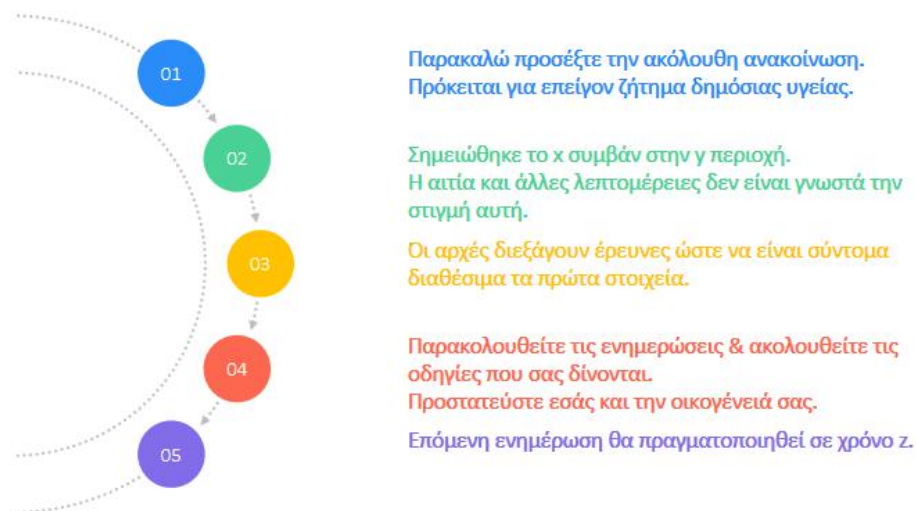 01
Παρακαλώ προσέξτε την ακόλουθη ανακοίνωση.
Πρόκειται για επείγον ζήτημα δημόσιας υγείας.
02
Σημειώθηκε το x συμβάν στην y περιοχή.
Η αιτία και άλλες λεπτομέρειες δεν είναι γνωστά την
στιγμή αυτή.
03
Οι αρχές διεξάγουν έρευνες ώστε να είναι σύντομα
διαθέσιμα τα πρώτα στοιχεία.
04
Παρακολουθείτε τις ενημερώσεις & ακολουθείτε τις
οδηγίες που σας δίνονται.
Προστατεύστε εσάς και την οικογένειά σας.
05
Επόμενη ενημέρωση θα πραγματοποιηθεί σε χρόνο z.